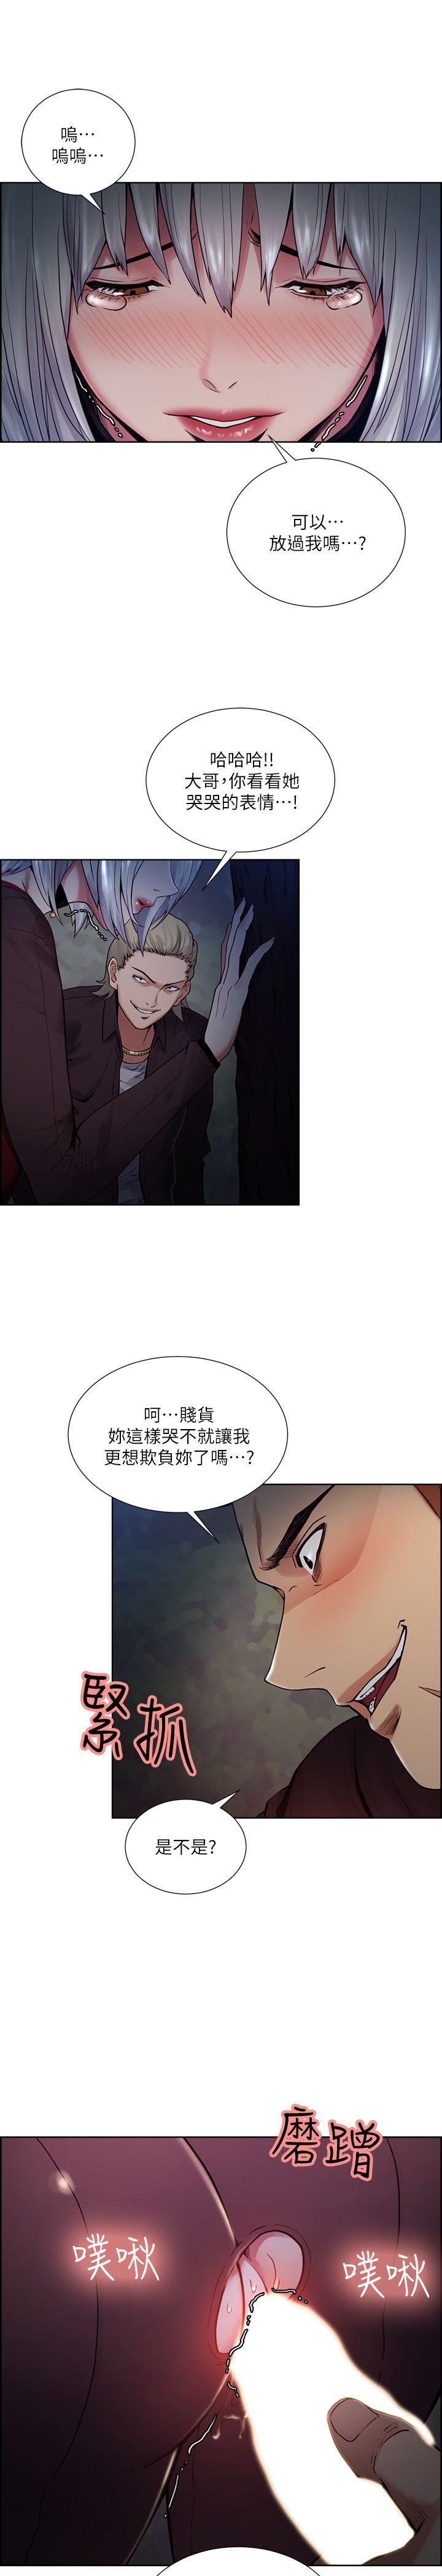 嗚⋯
嗚嗚⋯
可以⋯
放過我嗎⋯?
哈哈哈!!
大哥,你看看她
哭哭的表情⋯!
呵⋯賤貨
妳這樣哭不就讓我
更想欺負妳了嗎⋯?
緊抓
是不是?
磨蹭
噗啾
噗啾